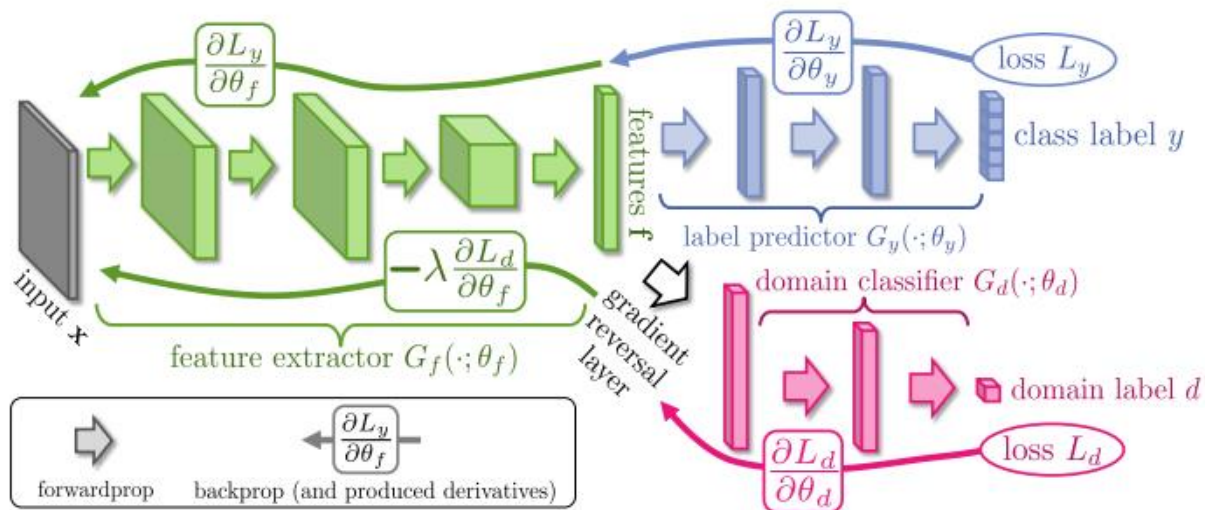 ∂L_y/∂θ_f
∂L_y/∂θ_y
loss L_y
features f
class label y
label predictor G_y(·; θ_y)
−λ ∂L_d/∂θ_f
input x
feature extractor G_f(·; θ_f)
gradient
reversal
layer
domain classifier G_d(·; θ_d)
domain label d
∂L_d/∂θ_d
loss L_d
forwardprop
∂L_y/∂θ_f
backprop (and produced derivatives)